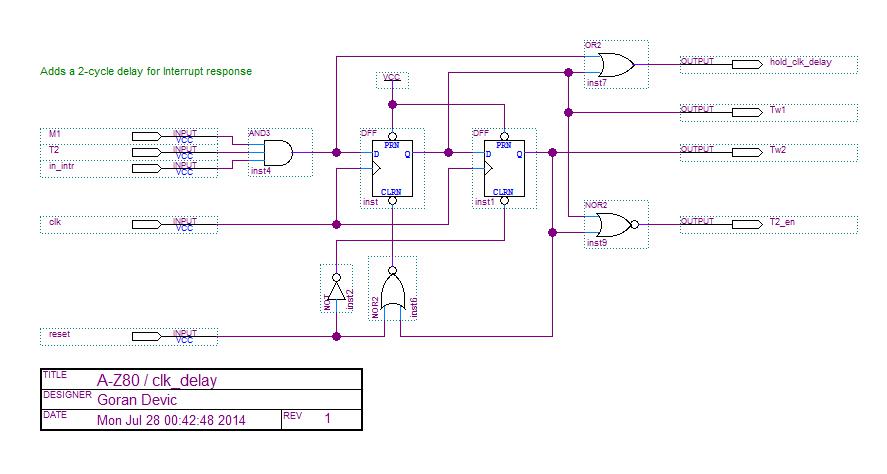 Adds a 2-cycle delay for Interrupt response
OR2
inst7
OUTPUT
hold_clk_delay
VCC
OUTPUT
Tw1
M1
INPUT
VCC
T2
INPUT
VCC
in_intr
INPUT
VCC
AND3
inst4
DFF
PRN
D
Q
CLRN
inst
DFF
PRN
D
Q
CLRN
inst1
OUTPUT
Tw2
clk
INPUT
VCC
NOR2
inst9
OUTPUT
T2_en
NOT
inst2
NOR2
inst6
reset
INPUT
VCC
TITLE
A-Z80 / clk_delay
DESIGNER
Goran Devic
DATE
Mon Jul 28 00:42:48 2014
REV
1